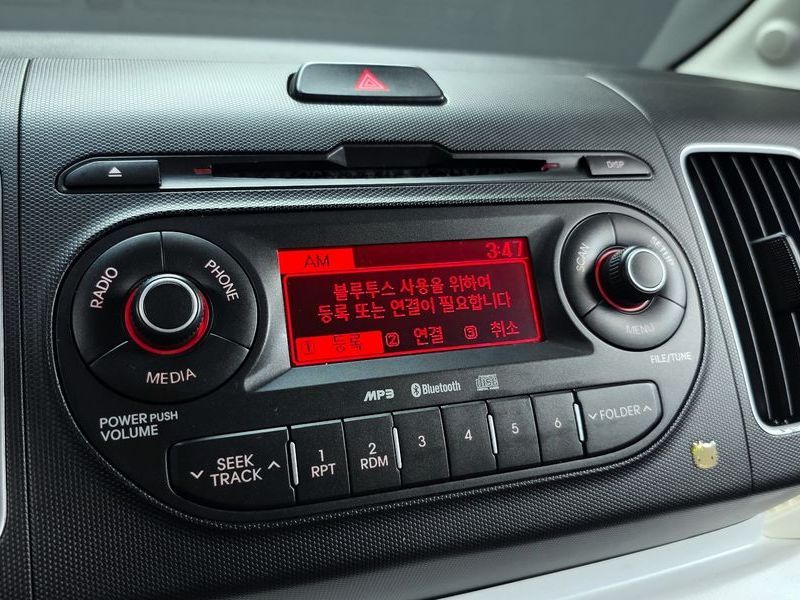 DISP
AM 3:47
블루투스 사용을 위하여
등록 또는 연결이 필요합니다
1 등록 2 연결 3 취소
RADIO
PHONE
MEDIA
SCAN
SETUP
MENU
FILE/TUNE
POWER PUSH
VOLUME
MP3 Bluetooth
SEEK
TRACK
1
RPT
2
RDM
3
4
5
6
FOLDER